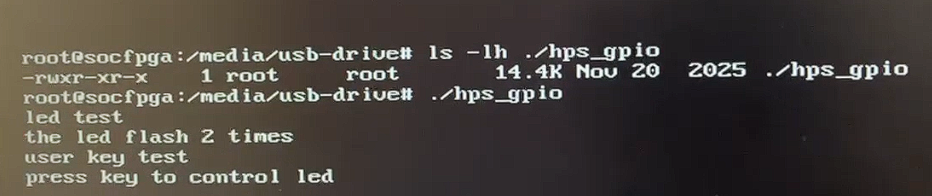 root@socfpga:/media/usb-drive# ls -lh ./hps_gpio
-rwxr-xr-x 1 root root 14.4K Nov 20 2025 ./hps_gpio
root@socfpga:/media/usb-drive# ./hps_gpio
led test
the led flash 2 times
user key test
press key to control led